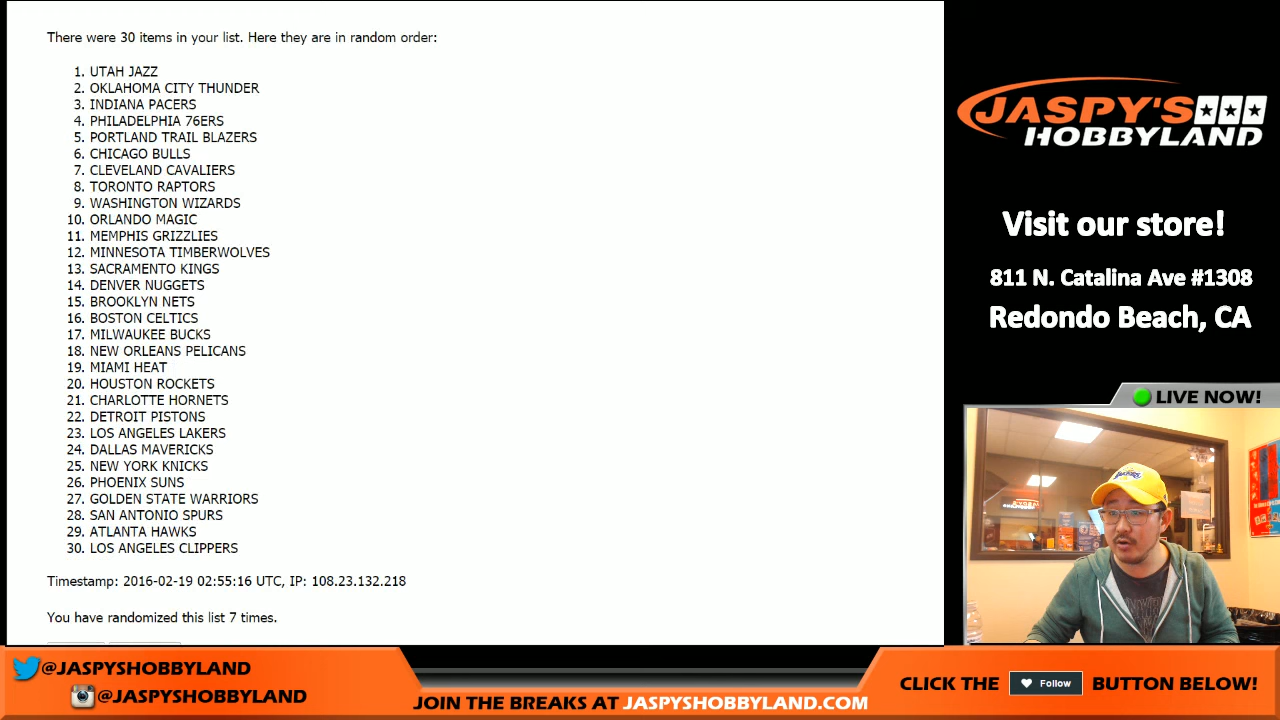 There were 30 items in your list. Here they are in random order:
1. UTAH JAZZ
2. OKLAHOMA CITY THUNDER
3. INDIANA PACERS
4. PHILADELPHIA 76ERS
5. PORTLAND TRAIL BLAZERS
6. CHICAGO BULLS
7. CLEVELAND CAVALIERS
8. TORONTO RAPTORS
9. WASHINGTON WIZARDS
10. ORLANDO MAGIC
11. MEMPHIS GRIZZLIES
12. MINNESOTA TIMBERWOLVES
13. SACRAMENTO KINGS
14. DENVER NUGGETS
15. BROOKLYN NETS
16. BOSTON CELTICS
17. MILWAUKEE BUCKS
18. NEW ORLEANS PELICANS
19. MIAMI HEAT
20. HOUSTON ROCKETS
21. CHARLOTTE HORNETS
22. DETROIT PISTONS
23. LOS ANGELES LAKERS
24. DALLAS MAVERICKS
25. NEW YORK KNICKS
26. PHOENIX SUNS
27. GOLDEN STATE WARRIORS
28. SAN ANTONIO SPURS
29. ATLANTA HAWKS
30. LOS ANGELES CLIPPERS
Timestamp: 2016-02-19 02:55:16 UTC, IP: 108.23.132.218
You have randomized this list 7 times.
JASPY'S
HOBBYLAND
Visit our store!
811 N. Catalina Ave #1308
Redondo Beach, CA
LIVE NOW!
@JASPYSHOBBYLAND
@JASPYSHOBBYLAND
JOIN THE BREAKS AT JASPYSHOBBYLAND.COM
CLICK THE Follow BUTTON BELOW!